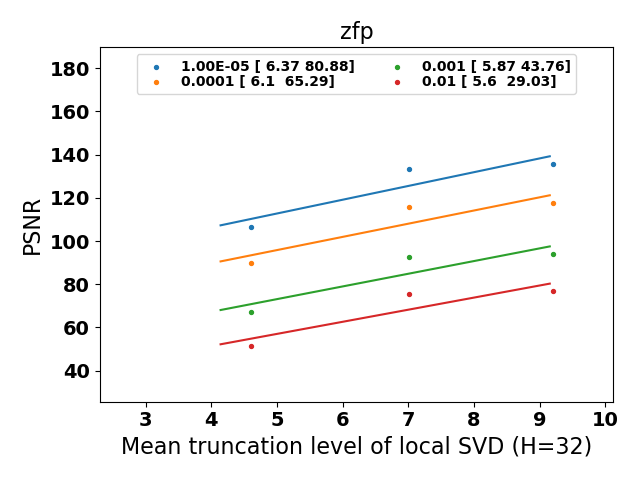 zfp
1.00E-05 [ 6.37 80.88]
0.0001 [ 6.1  65.29]
0.001 [ 5.87 43.76]
0.01 [ 5.6  29.03]
PSNR
180
160
140
120
100
80
60
40
3 4 5 6 7 8 9 10
Mean truncation level of local SVD (H=32)